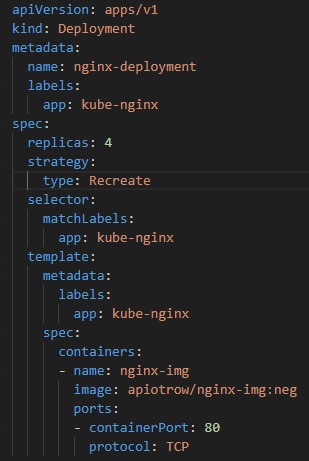 apiVersion: apps/v1
kind: Deployment
metadata:
  name: nginx-deployment
  labels:
    app: kube-nginx
spec:
  replicas: 4
  strategy:
    type: Recreate
  selector:
    matchLabels:
      app: kube-nginx
  template:
    metadata:
      labels:
        app: kube-nginx
    spec:
      containers:
      - name: nginx-img
        image: apiotrow/nginx-img:neg
        ports:
        - containerPort: 80
          protocol: TCP